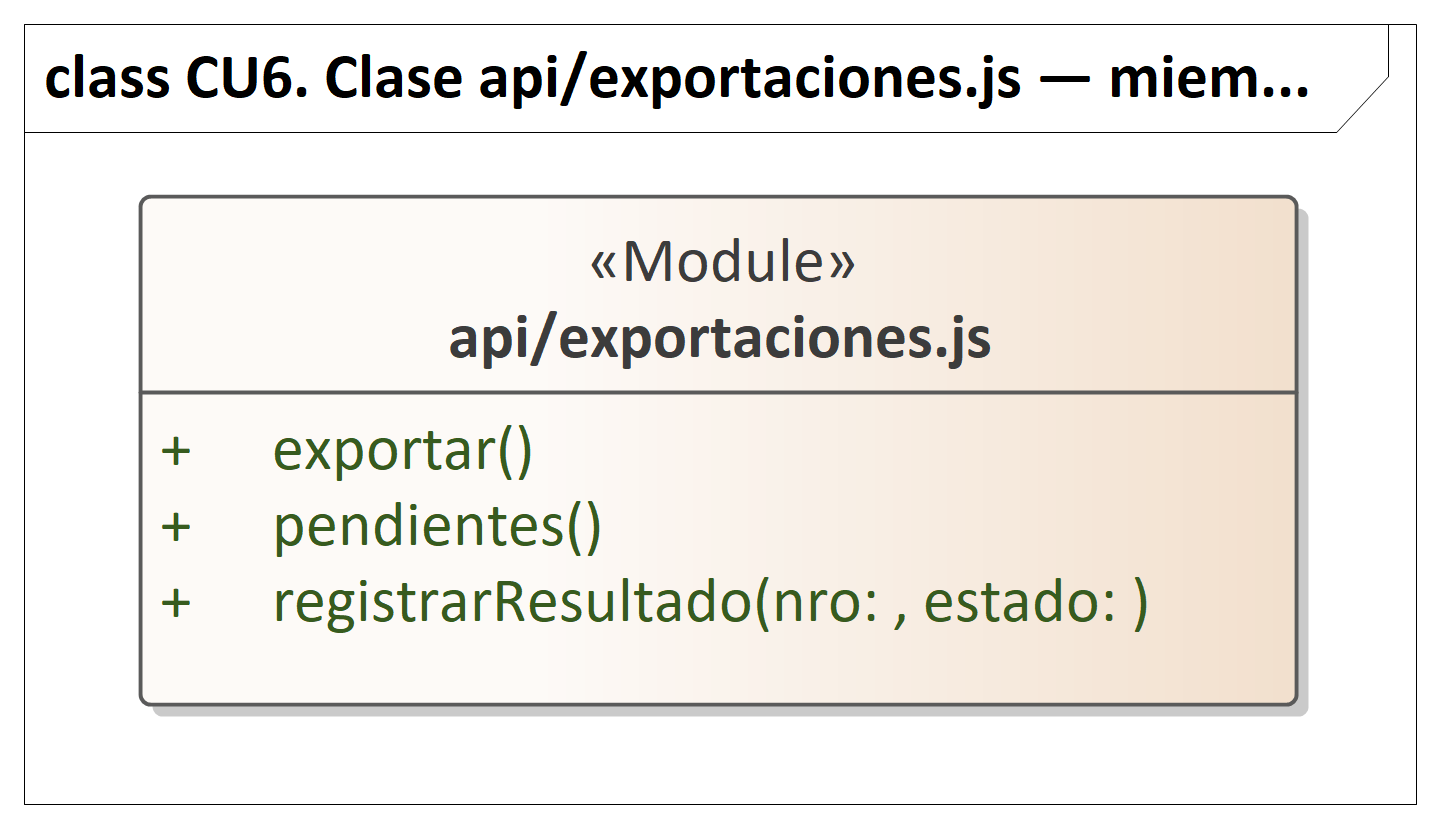 class CU6. Clase api/exportaciones.js — miem...
«Module»
api/exportaciones.js
+ exportar()
+ pendientes()
+ registrarResultado(nro: , estado: )